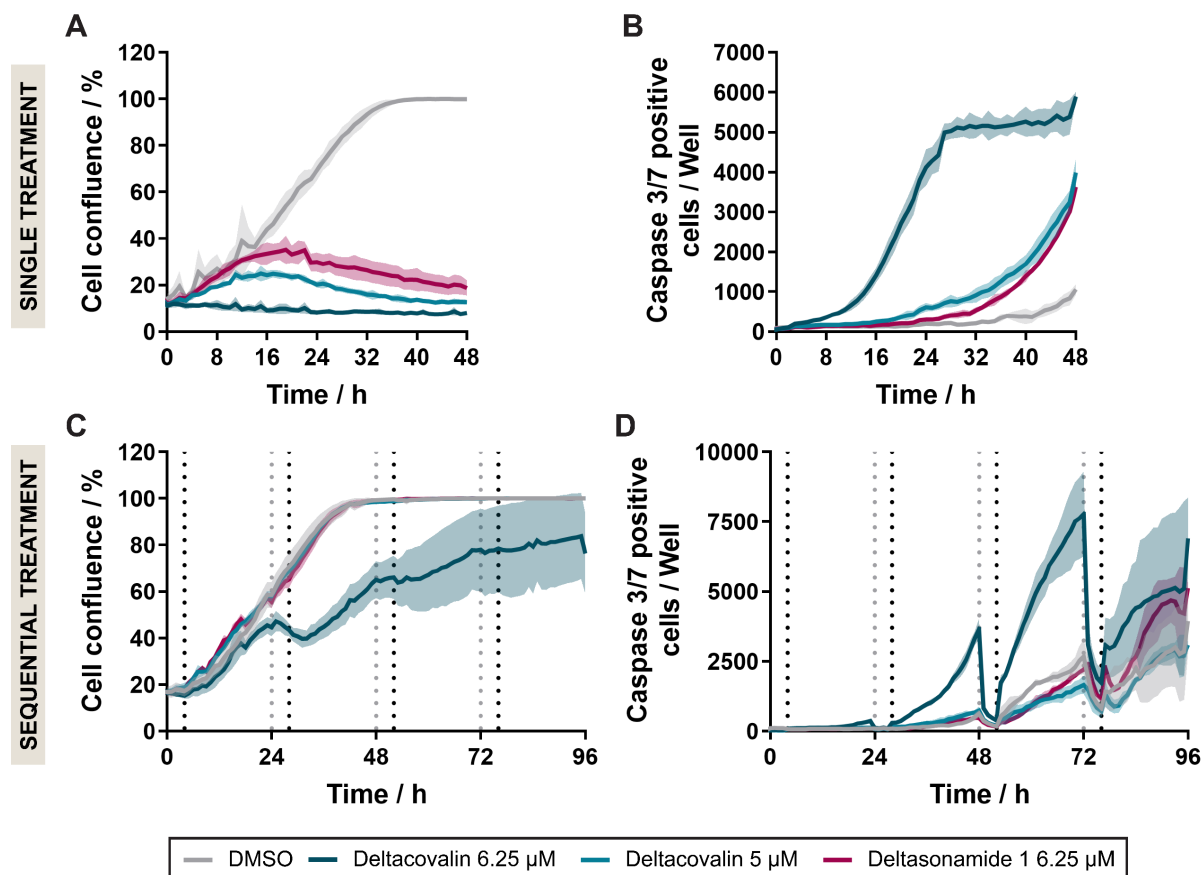 A
B
SINGLE TREATMENT
Cell confluence / %
120
100
80
60
40
20
0
0 8 16 24 32 40 48
Time / h
Caspase 3/7 positive
cells / Well
7000
6000
5000
4000
3000
2000
1000
0
0 8 16 24 32 40 48
Time / h
C
D
SEQUENTIAL TREATMENT
Cell confluence / %
120
100
80
60
40
20
0
0 24 48 72 96
Time / h
Caspase 3/7 positive
cells / Well
10000
7500
5000
2500
0
0 24 48 72 96
Time / h
DMSO Deltacovalin 6.25 µM Deltacovalin 5 µM Deltasonamide 1 6.25 µM